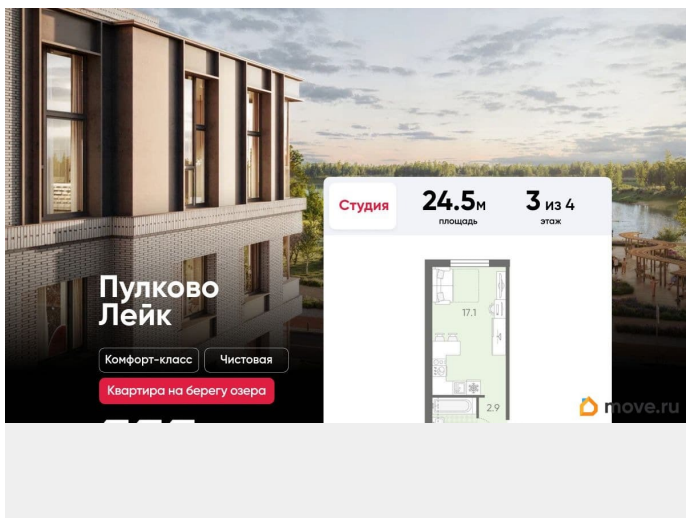 Студия
24.5м
площадь
3 из 4
этаж
17.1
Пулково
Лейк
Комфорт-класс
Чистовая
Квартира на берегу озера
2.9
move.ru